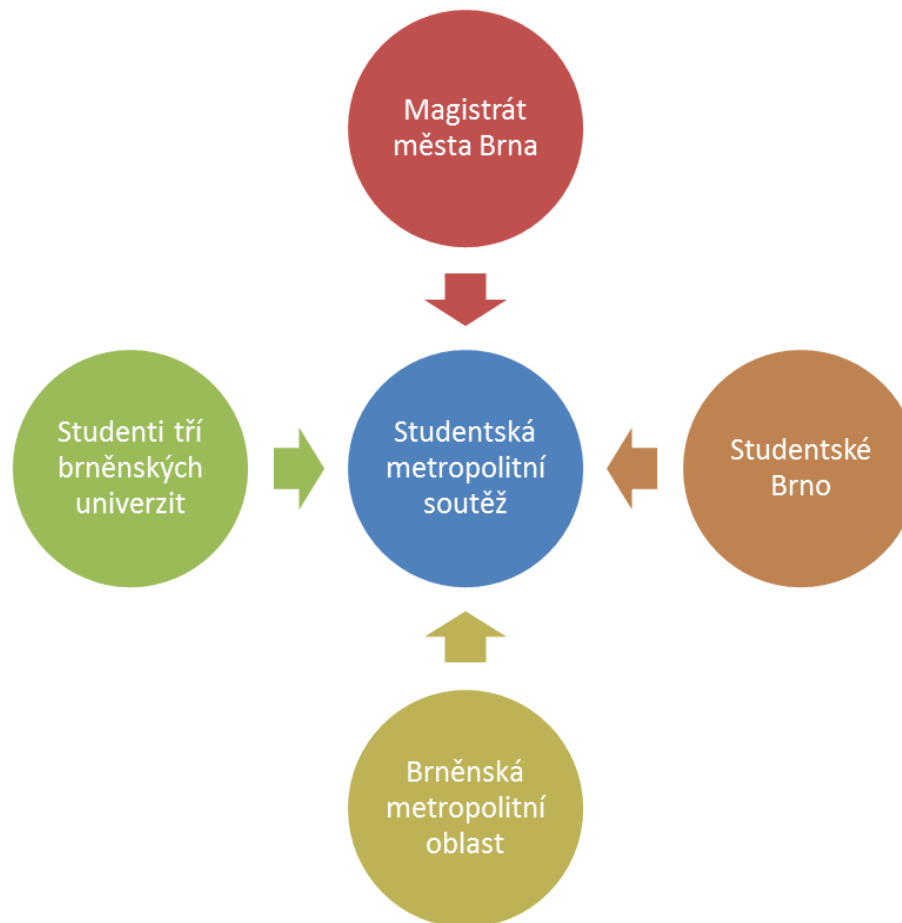 Magistrát
města Brna
Studenti tří
brněnských
univerzit
Studentská
metropolitní
soutěž
Studentské
Brno
Brněnská
metropolitní
oblast